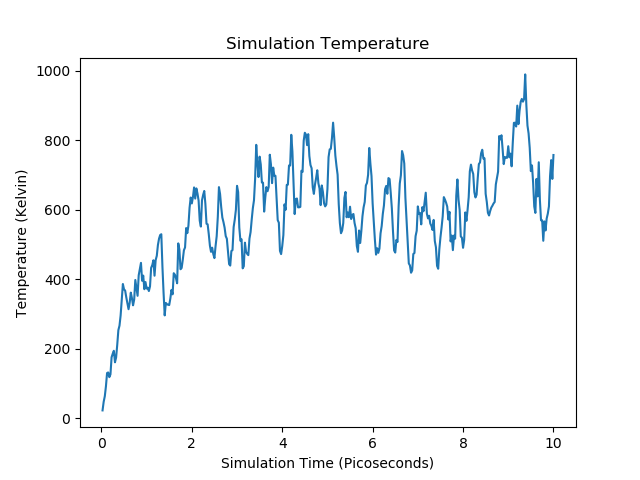 Simulation Temperature
1000
800
600
400
200
0
Temperature (Kelvin)
0 2 4 6 8 10
Simulation Time (Picoseconds)